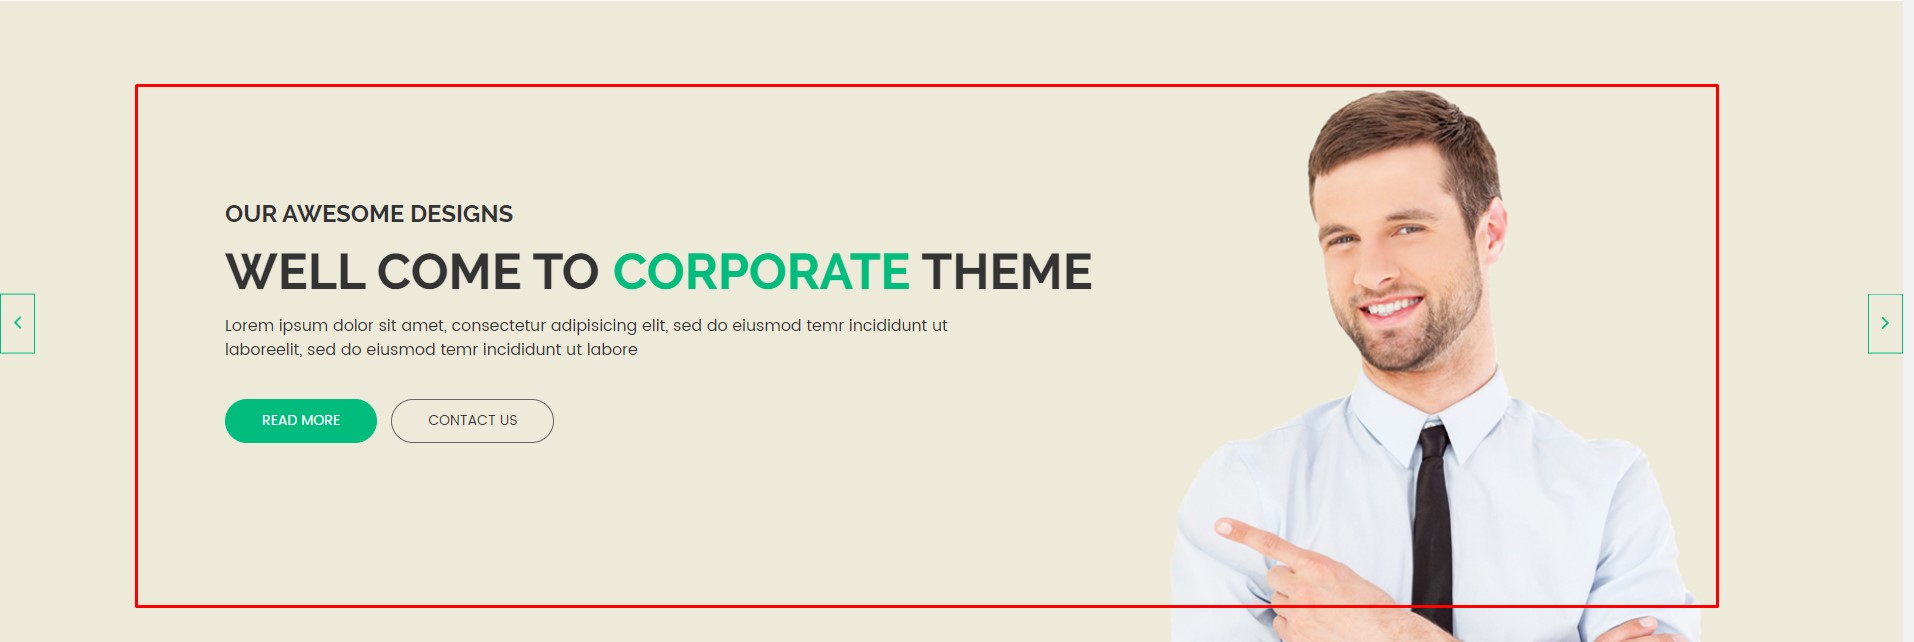 OUR AWESOME DESIGNS
WELL COME TO CORPORATE THEME
Lorem ipsum dolor sit amet, consectetur adipisicing elit, sed do eiusmod temr incididunt ut
laboreelit, sed do eiusmod temr incididunt ut labore
READ MORE
CONTACT US